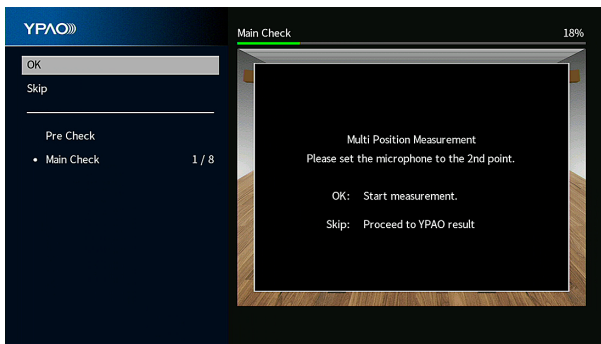 YPAO
OK
Skip
Pre Check
• Main Check 1 / 8
Main Check 18%
Multi Position Measurement
Please set the microphone to the 2nd point.
OK: Start measurement.
Skip: Proceed to YPAO result